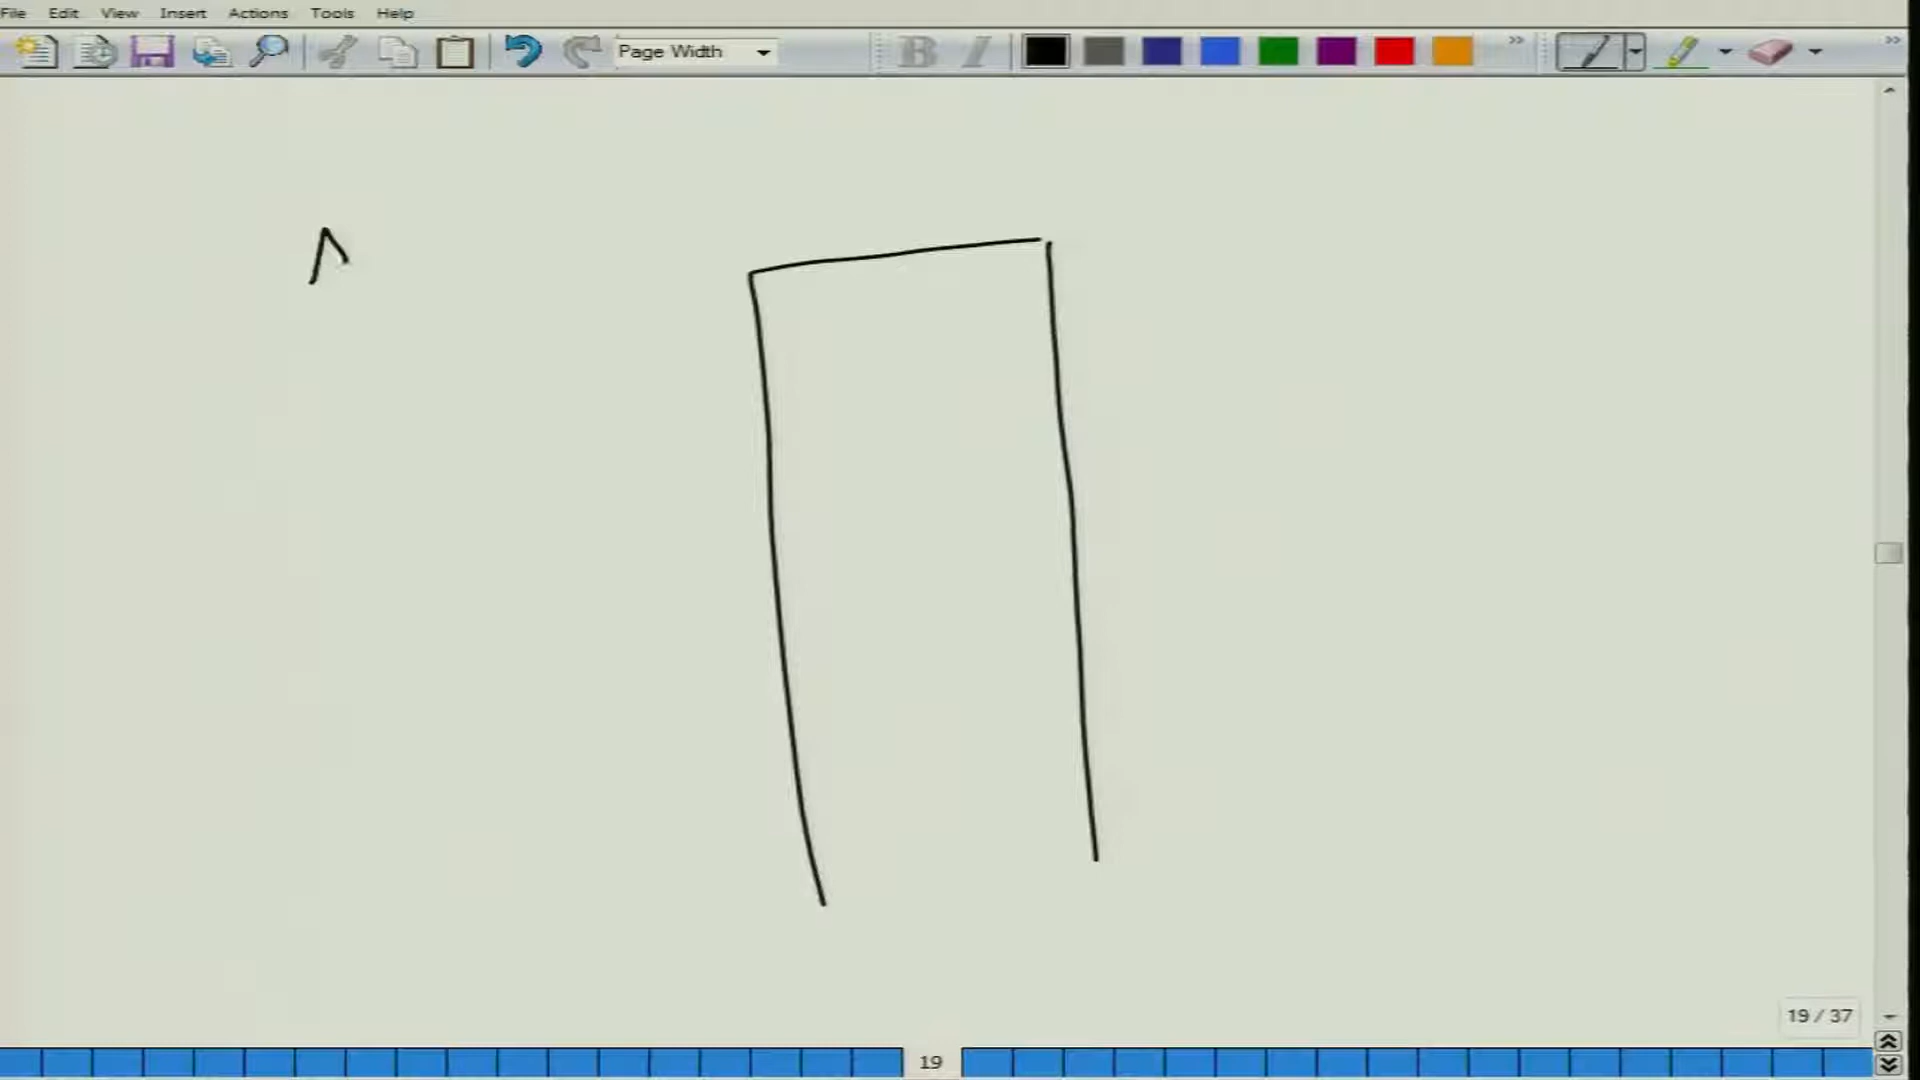 File Edit View Insert Actions Tools Help
Page Width B I
19 / 37
19